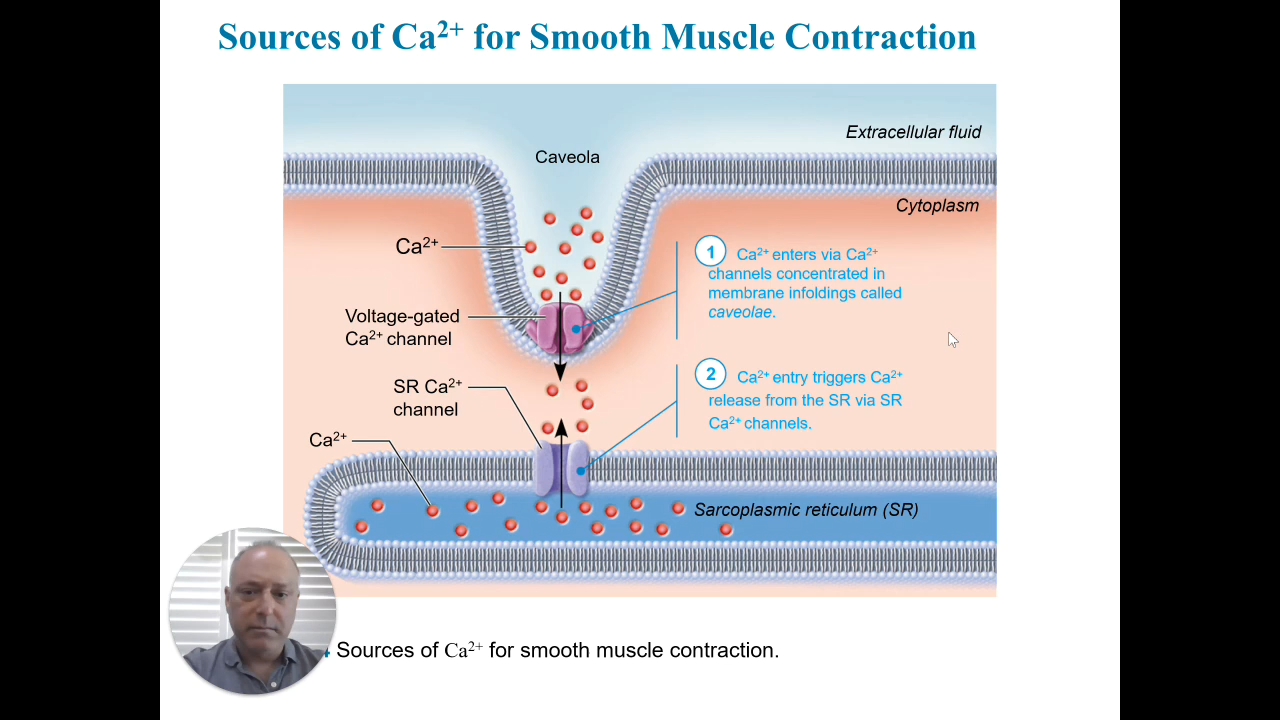 Sources of Ca²⁺ for Smooth Muscle Contraction
Extracellular fluid
Caveola
Cytoplasm
Ca²⁺
1 Ca²⁺ enters via Ca²⁺
channels concentrated in
membrane infoldings called
caveolae.
Voltage-gated
Ca²⁺ channel
2 Ca²⁺ entry triggers Ca²⁺
release from the SR via SR
Ca²⁺ channels.
SR Ca²⁺
channel
Ca²⁺
Sarcoplasmic reticulum (SR)
Sources of Ca²⁺ for smooth muscle contraction.